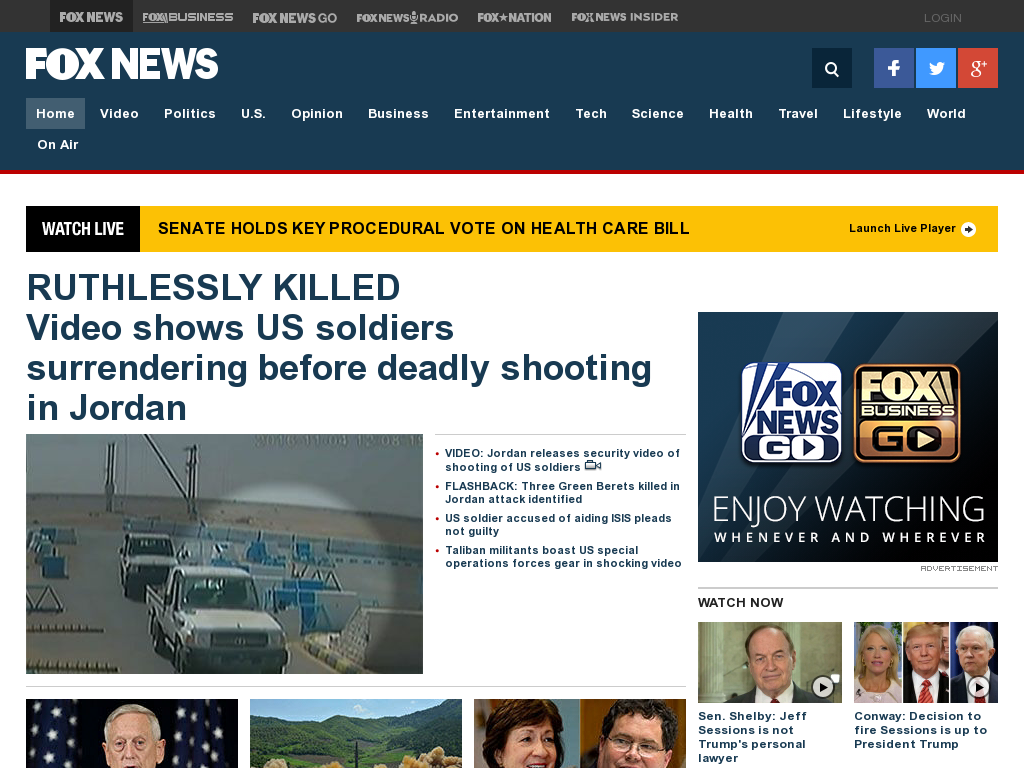 FOX NEWS
FOX BUSINESS
FOX NEWS GO
FOX NEWS RADIO
FOX★NATION
FOX NEWS INSIDER
LOGIN
FOX NEWS
Home
Video
Politics
U.S.
Opinion
Business
Entertainment
Tech
Science
Health
Travel
Lifestyle
World
On Air
WATCH LIVE
SENATE HOLDS KEY PROCEDURAL VOTE ON HEALTH CARE BILL
Launch Live Player
RUTHLESSLY KILLED
Video shows US soldiers
surrendering before deadly shooting
in Jordan
VIDEO: Jordan releases security video of
shooting of US soldiers
FLASHBACK: Three Green Berets killed in
Jordan attack identified
US soldier accused of aiding ISIS pleads
not guilty
Taliban militants boast US special
operations forces gear in shocking video
FOX
NEWS
GO
FOX
BUSINESS
GO
ENJOY WATCHING
WHENEVER AND WHEREVER
ADVERTISEMENT
WATCH NOW
Sen. Shelby: Jeff
Sessions is not
Trump's personal
lawyer
Conway: Decision to
fire Sessions is up to
President Trump